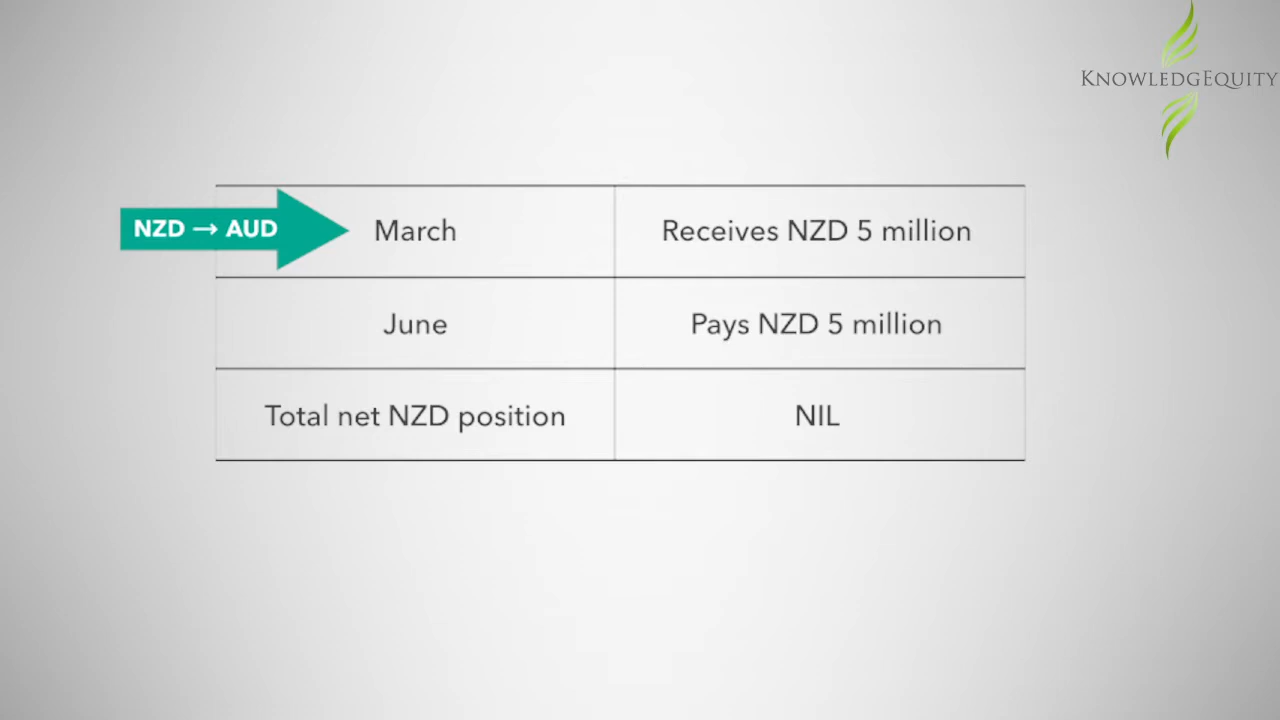 KNOWLEDGEQUITY
NZD → AUD
March
Receives NZD 5 million
June
Pays NZD 5 million
Total net NZD position
NIL